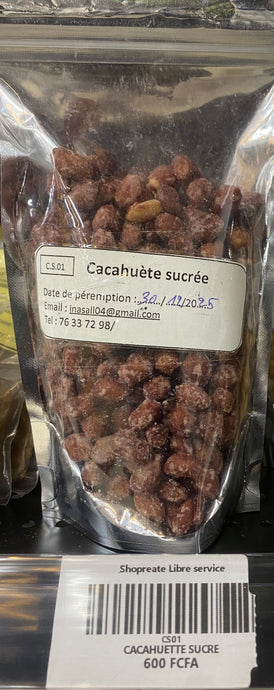 C.S.01
Cacahuète sucrée
Date de péremption : 30 / 12 /2025
Email : inasall04@gmail.com
Tel : 76 33 72 98/
Shopreate Libre service
CS01
CACAHUETTE SUCRE
600 FCFA